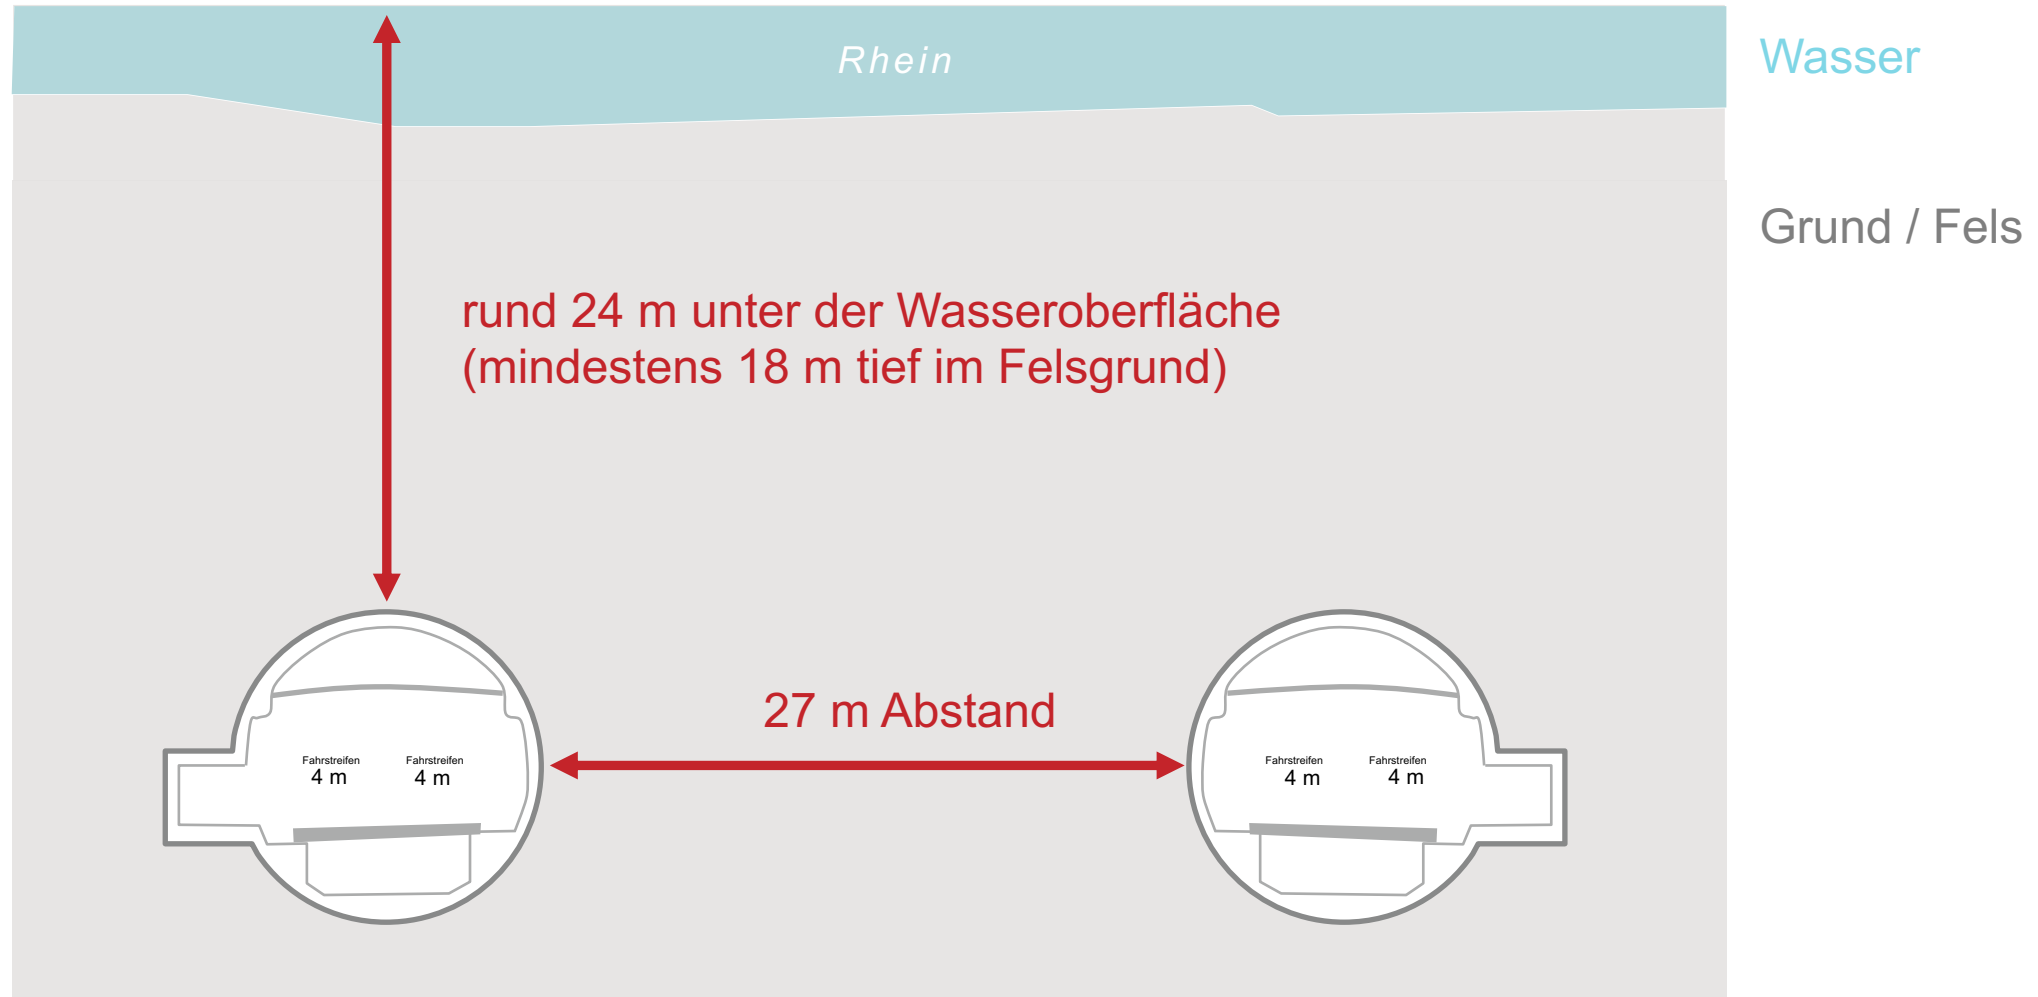 Rhein
Wasser
Grund / Fels
rund 24 m unter der Wasseroberfläche
(mindestens 18 m tief im Felsgrund)
27 m Abstand
Fahrstreifen
4 m
Fahrstreifen
4 m
Fahrstreifen
4 m
Fahrstreifen
4 m